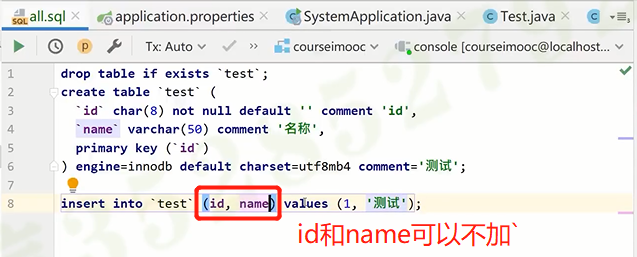 all.sql application.properties SystemApplication.java Test.java
Tx: Auto courseimooc console [courseimooc@localhost...
1 drop table if exists `test`;
2 create table `test` (
3 `id` char(8) not null default '' comment 'id',
4 `name` varchar(50) comment '名称',
5 primary key (`id`)
6 ) engine=innodb default charset=utf8mb4 comment='测试';
7
8 insert into `test` (id, name) values (1, '测试');
id和name可以不加`